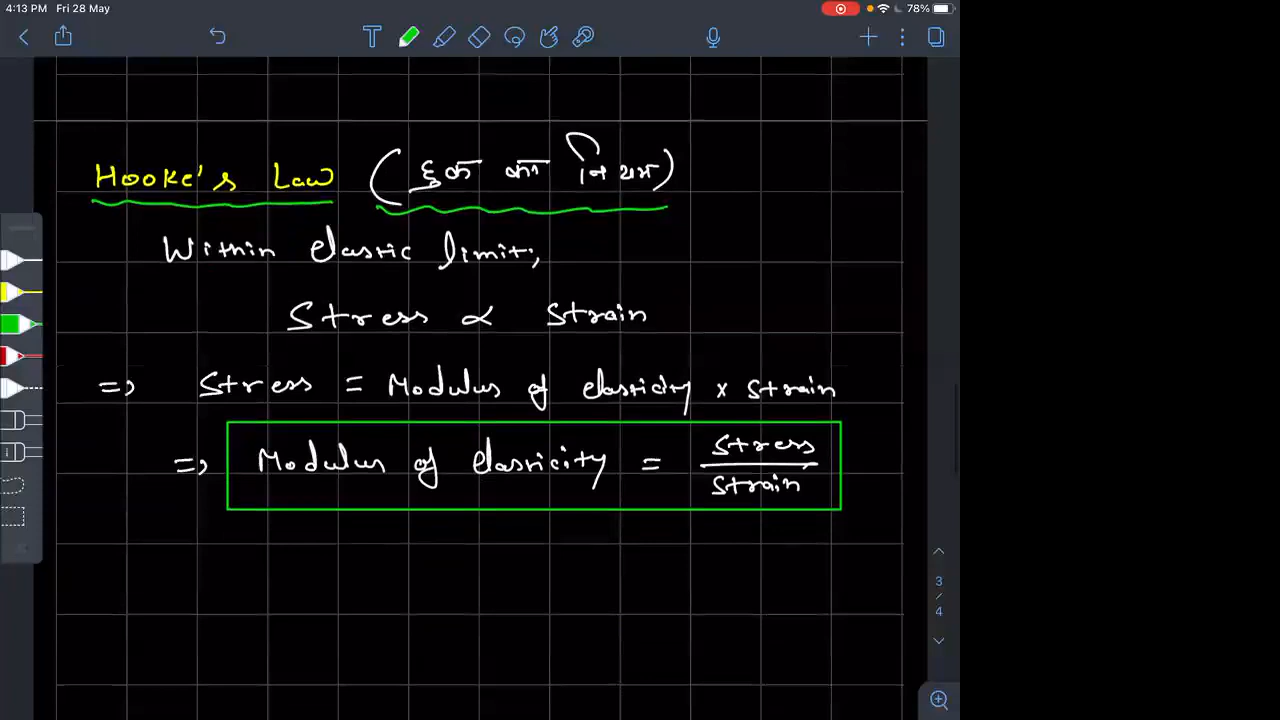 4:13 PM Fri 28 May 78%
Hooke's Law (हुक का नियम)
Within elastic limit,
Stress ∝ Strain
=> Stress = Modulus of elasticity x strain
=> Modulus of elasticity = stress
strain
3
/
4